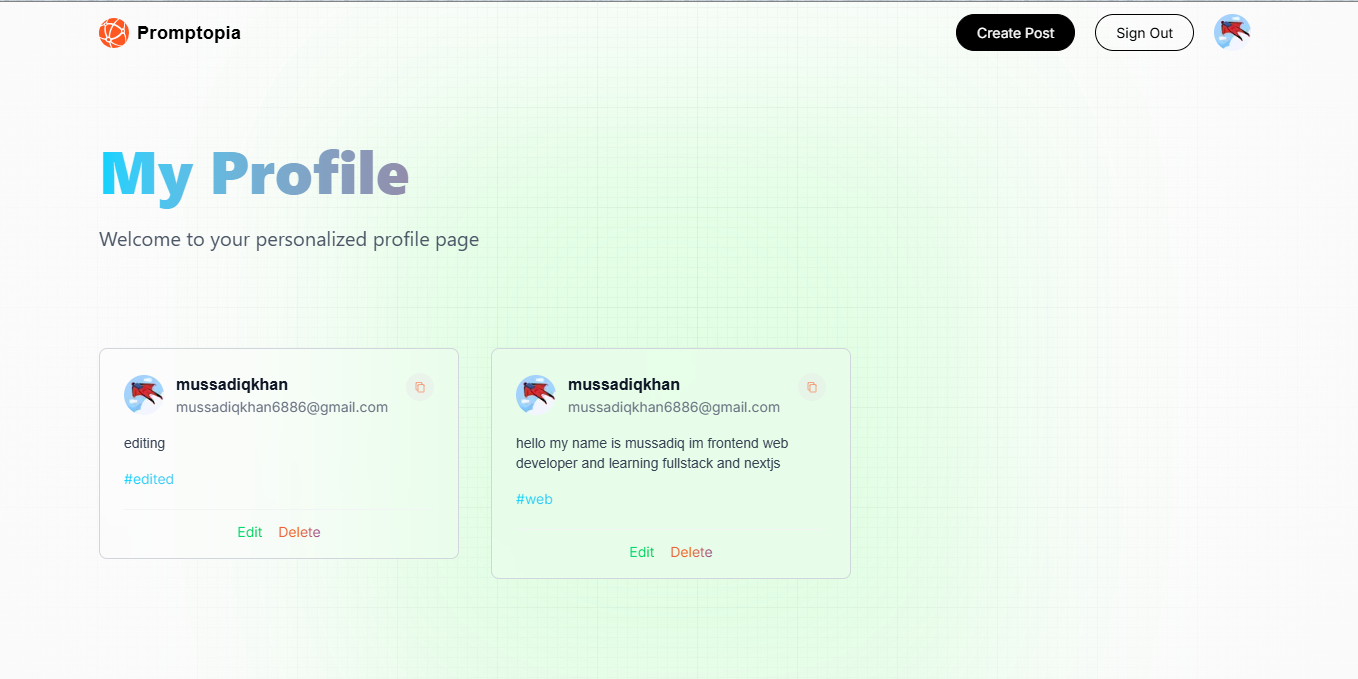 Promptopia
Create Post
Sign Out
My Profile
Welcome to your personalized profile page
mussadiqkhan
mussadiqkhan6886@gmail.com
editing
#edited
Edit Delete
mussadiqkhan
mussadiqkhan6886@gmail.com
hello my name is mussadiq im frontend web
developer and learning fullstack and nextjs
#web
Edit Delete